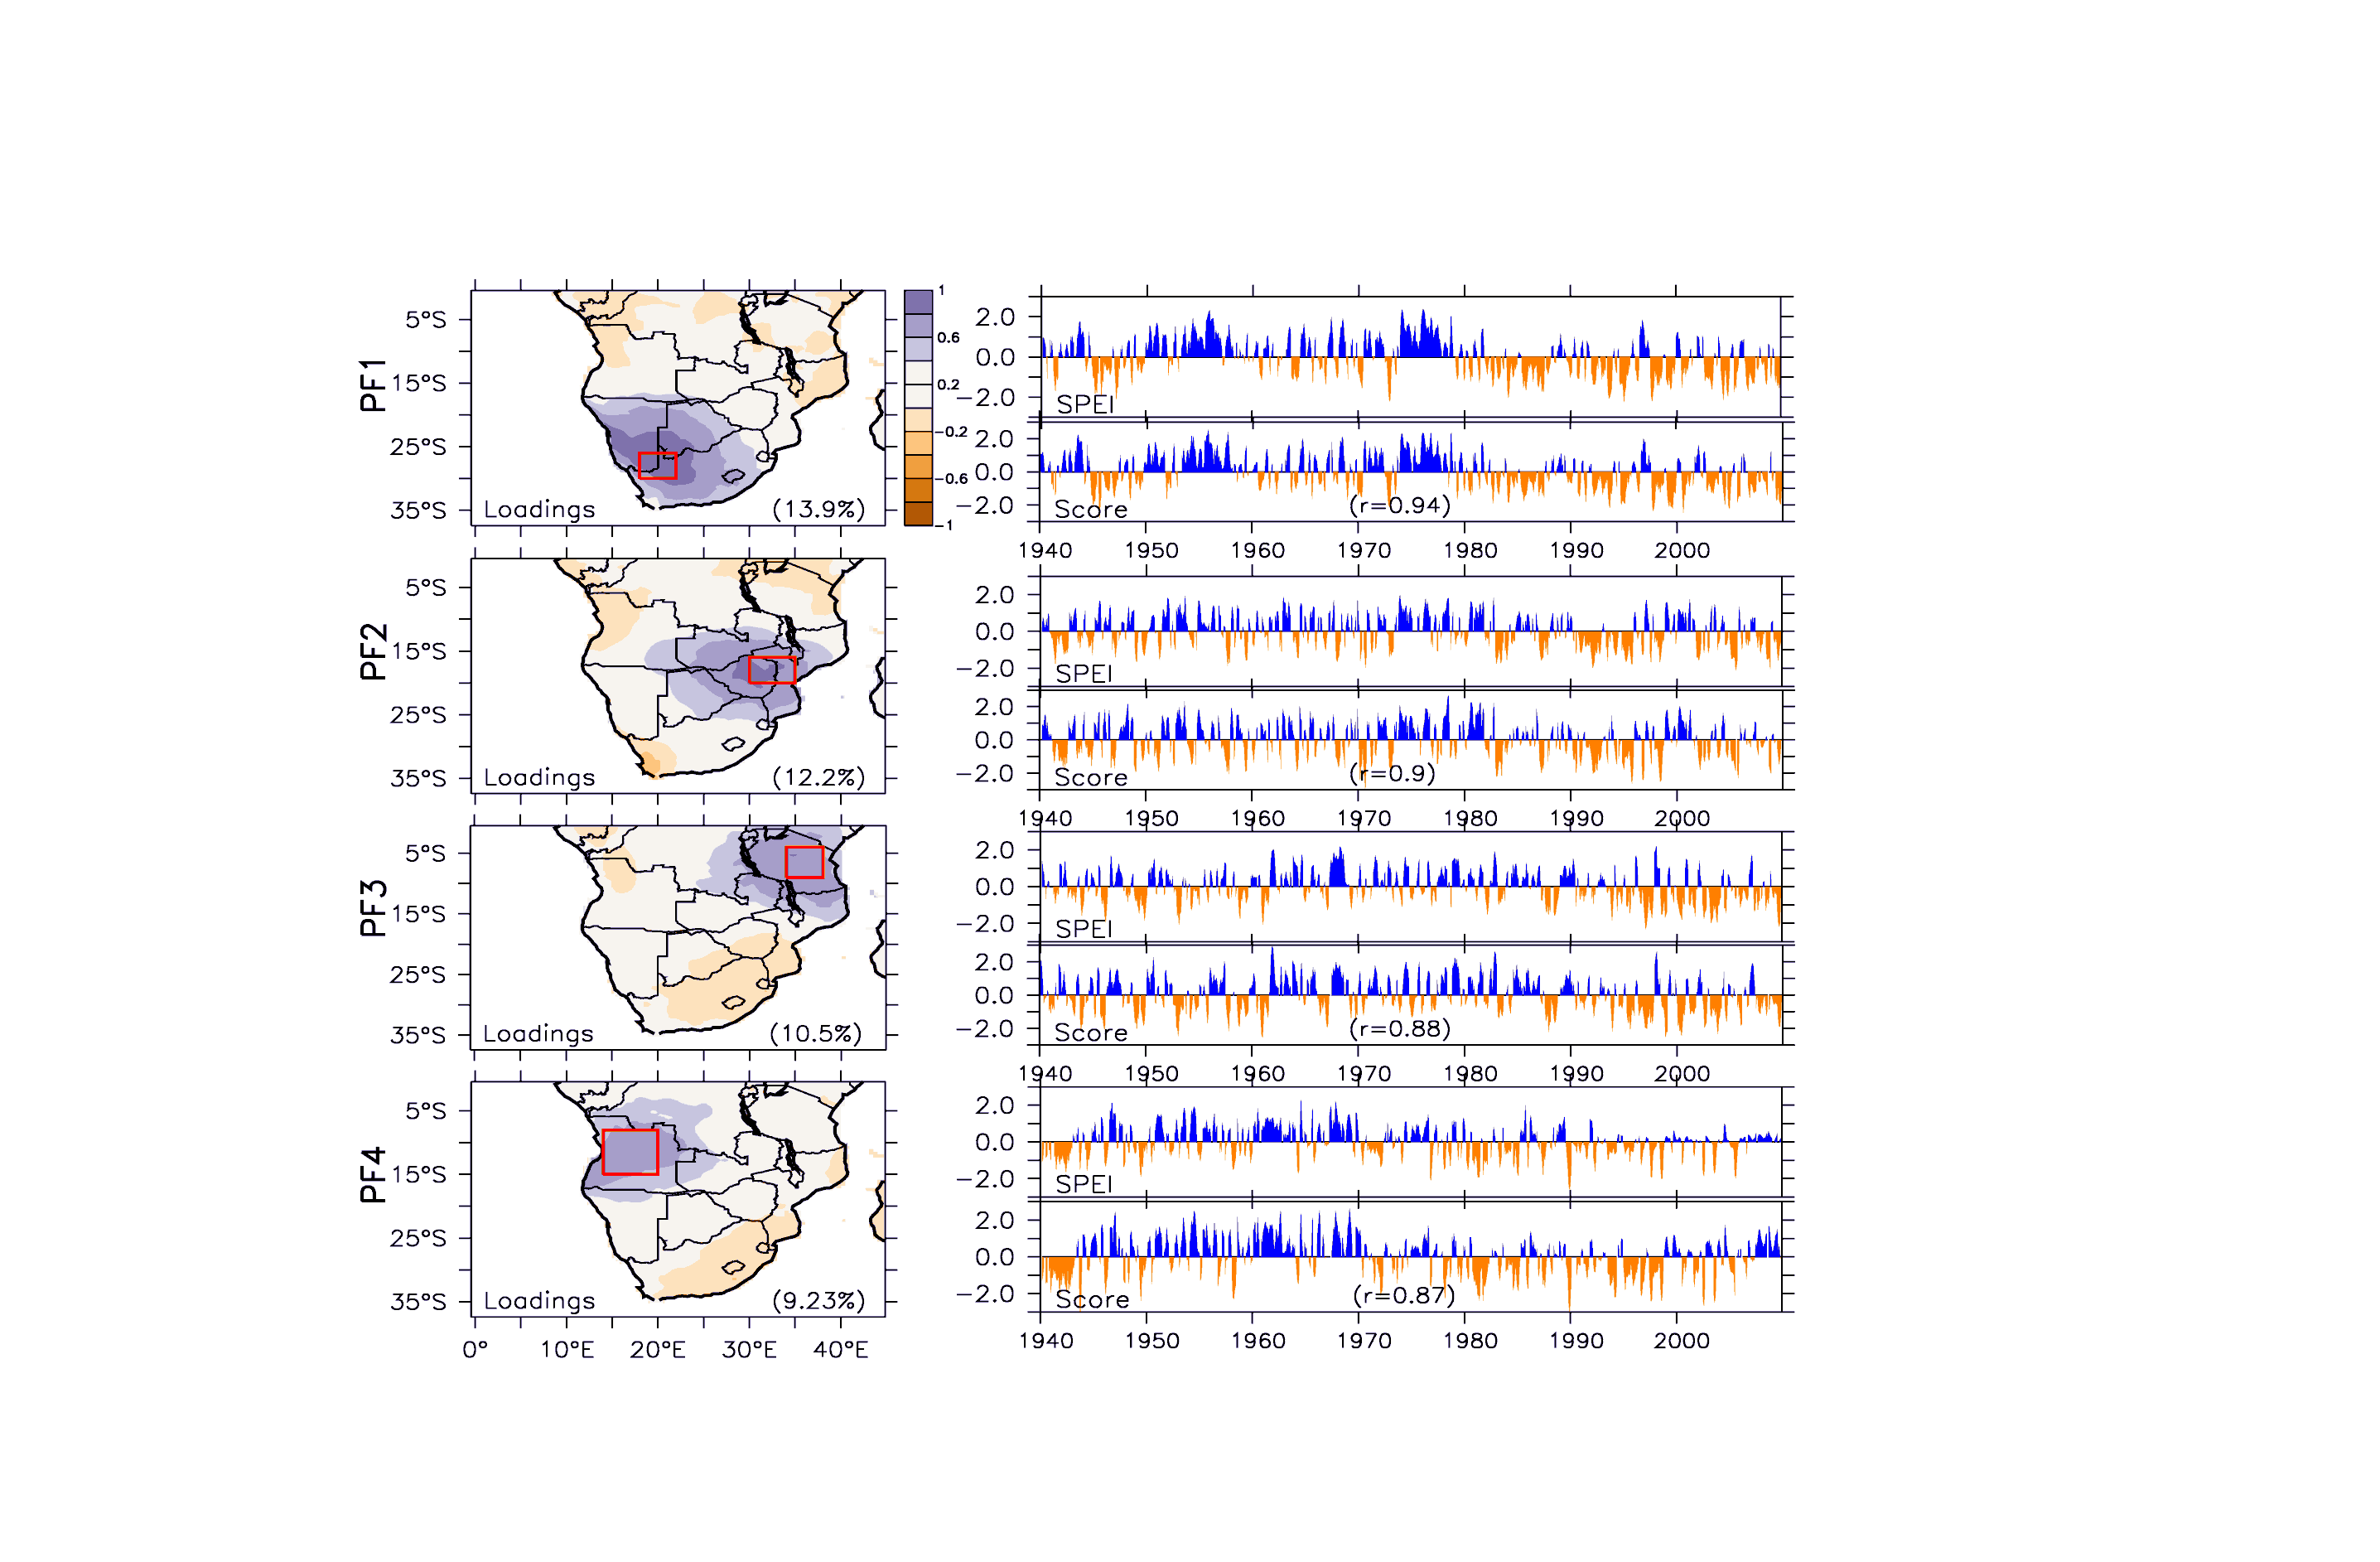 PF1
5°S
15°S
25°S
35°S
Loadings
(13.9%)
1
0.6
0.2
-0.2
-0.6
-1
2.0
0.0
-2.0
SPEI
2.0
0.0
-2.0
Score
(r=0.94)
1940 1950 1960 1970 1980 1990 2000
PF2
5°S
15°S
25°S
35°S
Loadings
(12.2%)
2.0
0.0
-2.0
SPEI
2.0
0.0
-2.0
Score
(r=0.9)
1940 1950 1960 1970 1980 1990 2000
PF3
5°S
15°S
25°S
35°S
Loadings
(10.5%)
2.0
0.0
-2.0
SPEI
2.0
0.0
-2.0
Score
(r=0.88)
1940 1950 1960 1970 1980 1990 2000
PF4
5°S
15°S
25°S
35°S
Loadings
(9.23%)
0° 10°E 20°E 30°E 40°E
2.0
0.0
-2.0
SPEI
2.0
0.0
-2.0
Score
(r=0.87)
1940 1950 1960 1970 1980 1990 2000